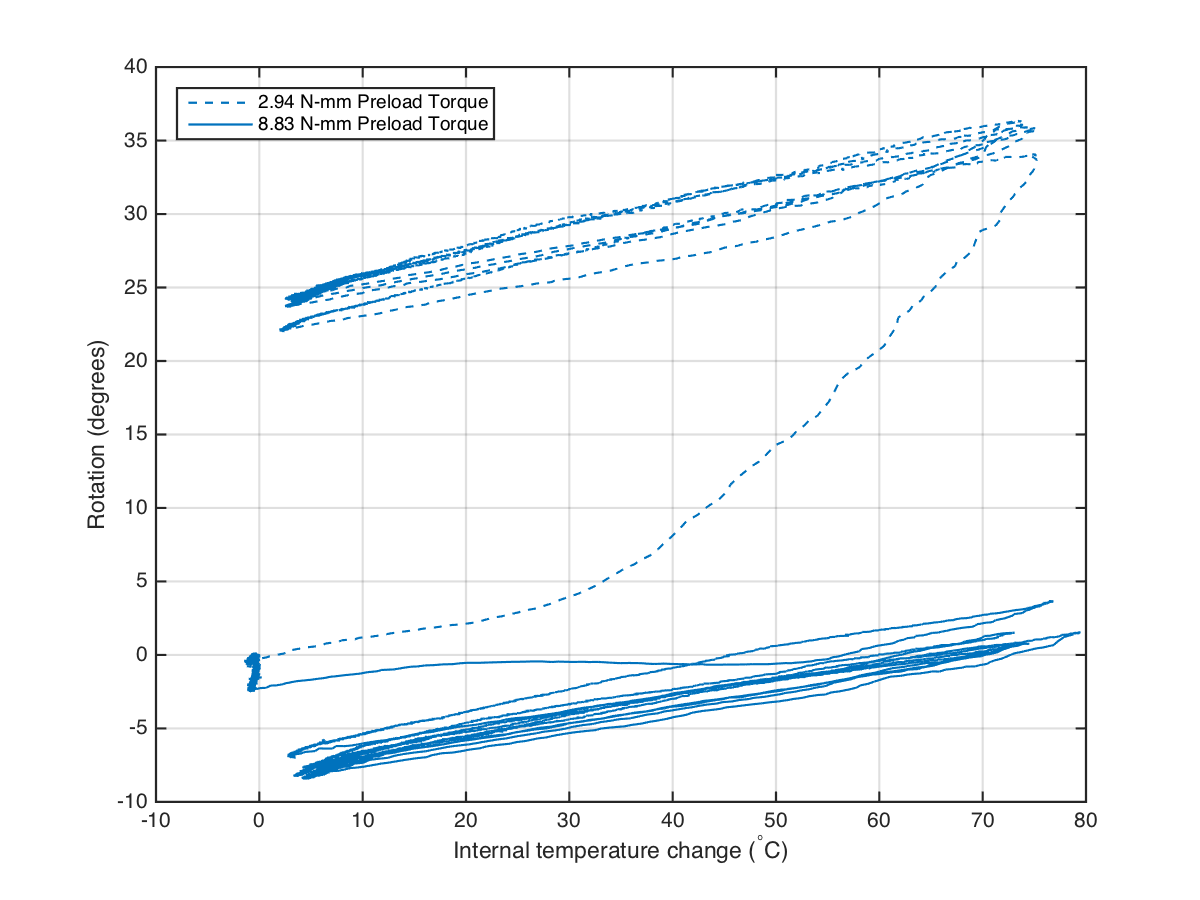 40
35
30
25
20
15
10
5
0
-5
-10
2.94 N-mm Preload Torque
8.83 N-mm Preload Torque
Rotation (degrees)
-10 0 10 20 30 40 50 60 70 80
Internal temperature change (°C)